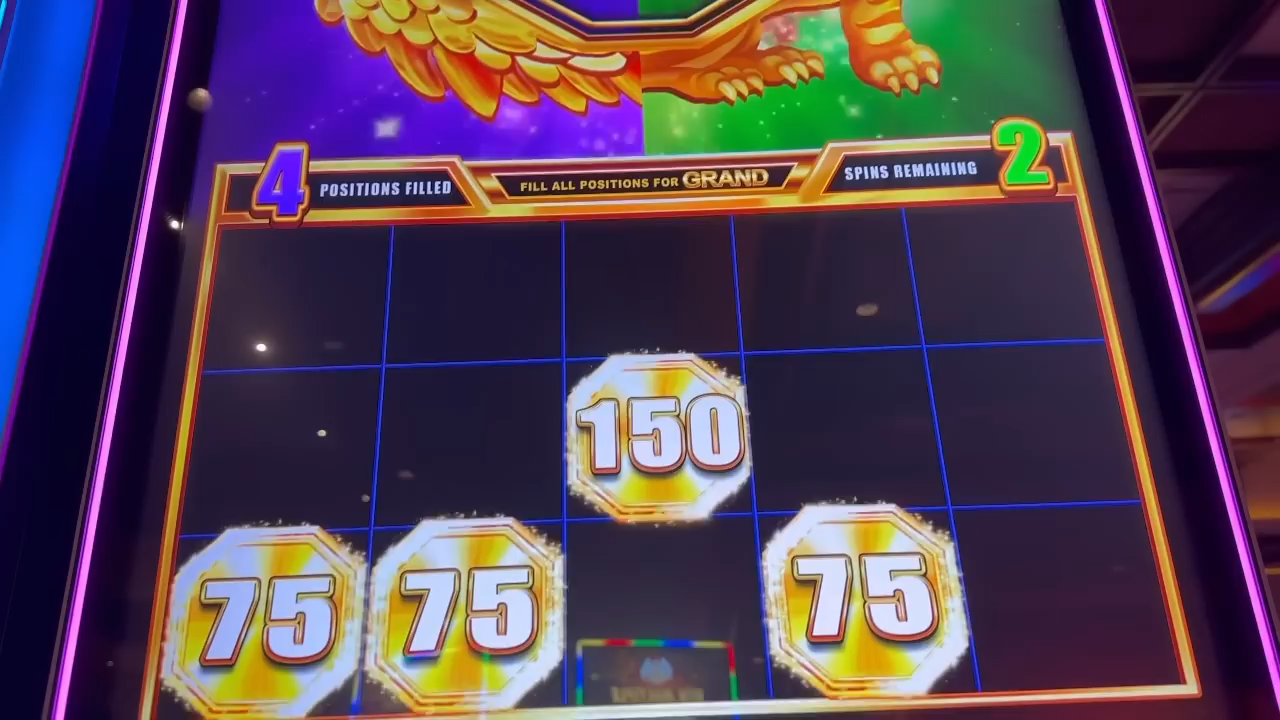 4 POSITIONS FILLED
FILL ALL POSITIONS FOR GRAND
SPINS REMAINING 2
150
75
75
75